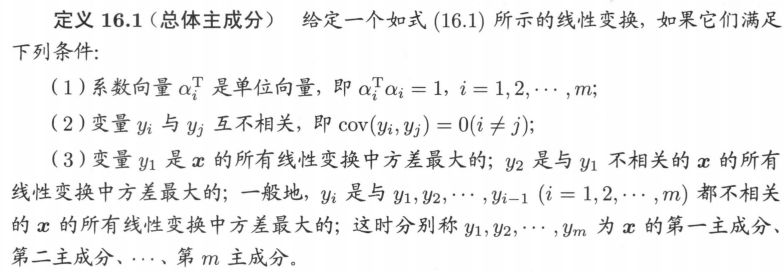 定义 16.1（总体主成分） 给定一个如式 (16.1) 所示的线性变换, 如果它们满足
下列条件:
（1）系数向量 $\alpha_i^{\mathrm{T}}$ 是单位向量, 即 $\alpha_i^{\mathrm{T}}\alpha_i = 1$, $i = 1, 2, \cdots, m$;
（2）变量 $y_i$ 与 $y_j$ 互不相关, 即 $\mathrm{cov}(y_i, y_j) = 0 (i \neq j)$;
（3）变量 $y_1$ 是 $\boldsymbol{x}$ 的所有线性变换中方差最大的; $y_2$ 是与 $y_1$ 不相关的 $\boldsymbol{x}$ 的所有
线性变换中方差最大的; 一般地, $y_i$ 是与 $y_1, y_2, \cdots, y_{i-1}$ $(i = 1, 2, \cdots, m)$ 都不相关
的 $\boldsymbol{x}$ 的所有线性变换中方差最大的; 这时分别称 $y_1, y_2, \cdots, y_m$ 为 $\boldsymbol{x}$ 的第一主成分、
第二主成分、$\cdots$、第 $m$ 主成分。